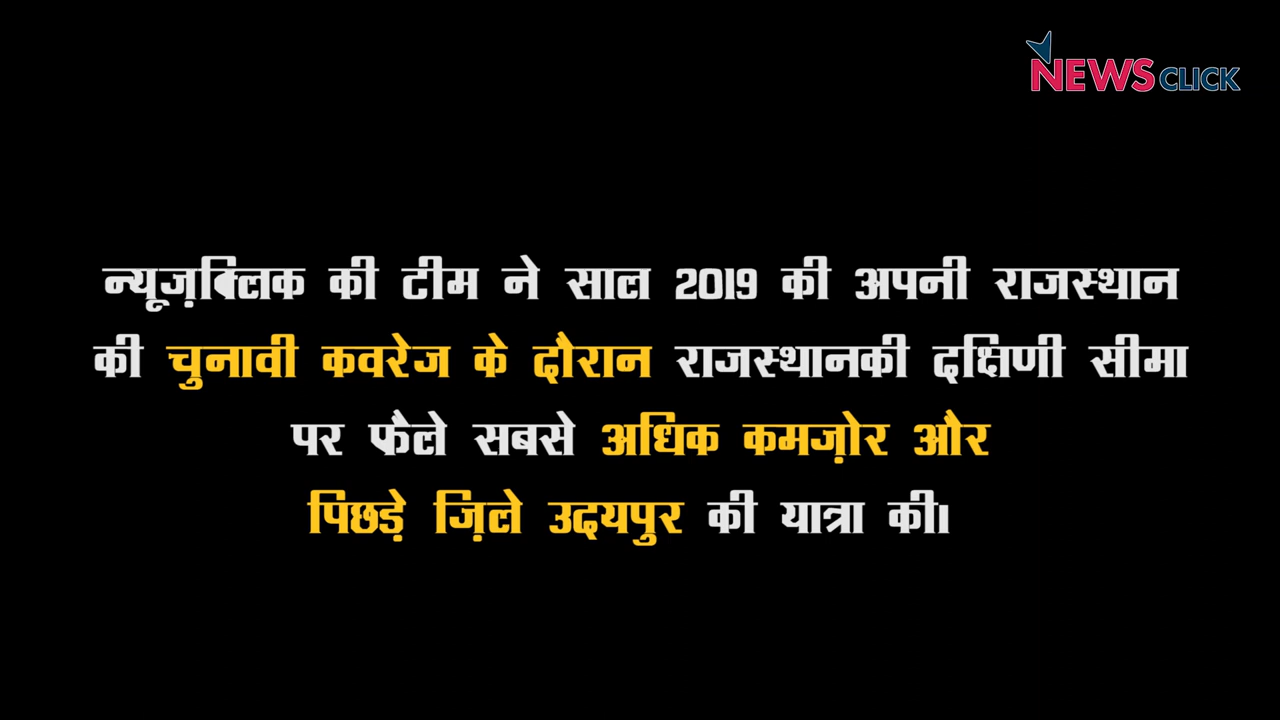 NEWSCLICK
न्यूज़क्लिक की टीम ने साल 2019 की अपनी राजस्थान
की चुनावी कवरेज के दौरान राजस्थानकी दक्षिणी सीमा
पर फैले सबसे अधिक कमज़ोर और
पिछड़े ज़िले उदयपुर की यात्रा की।